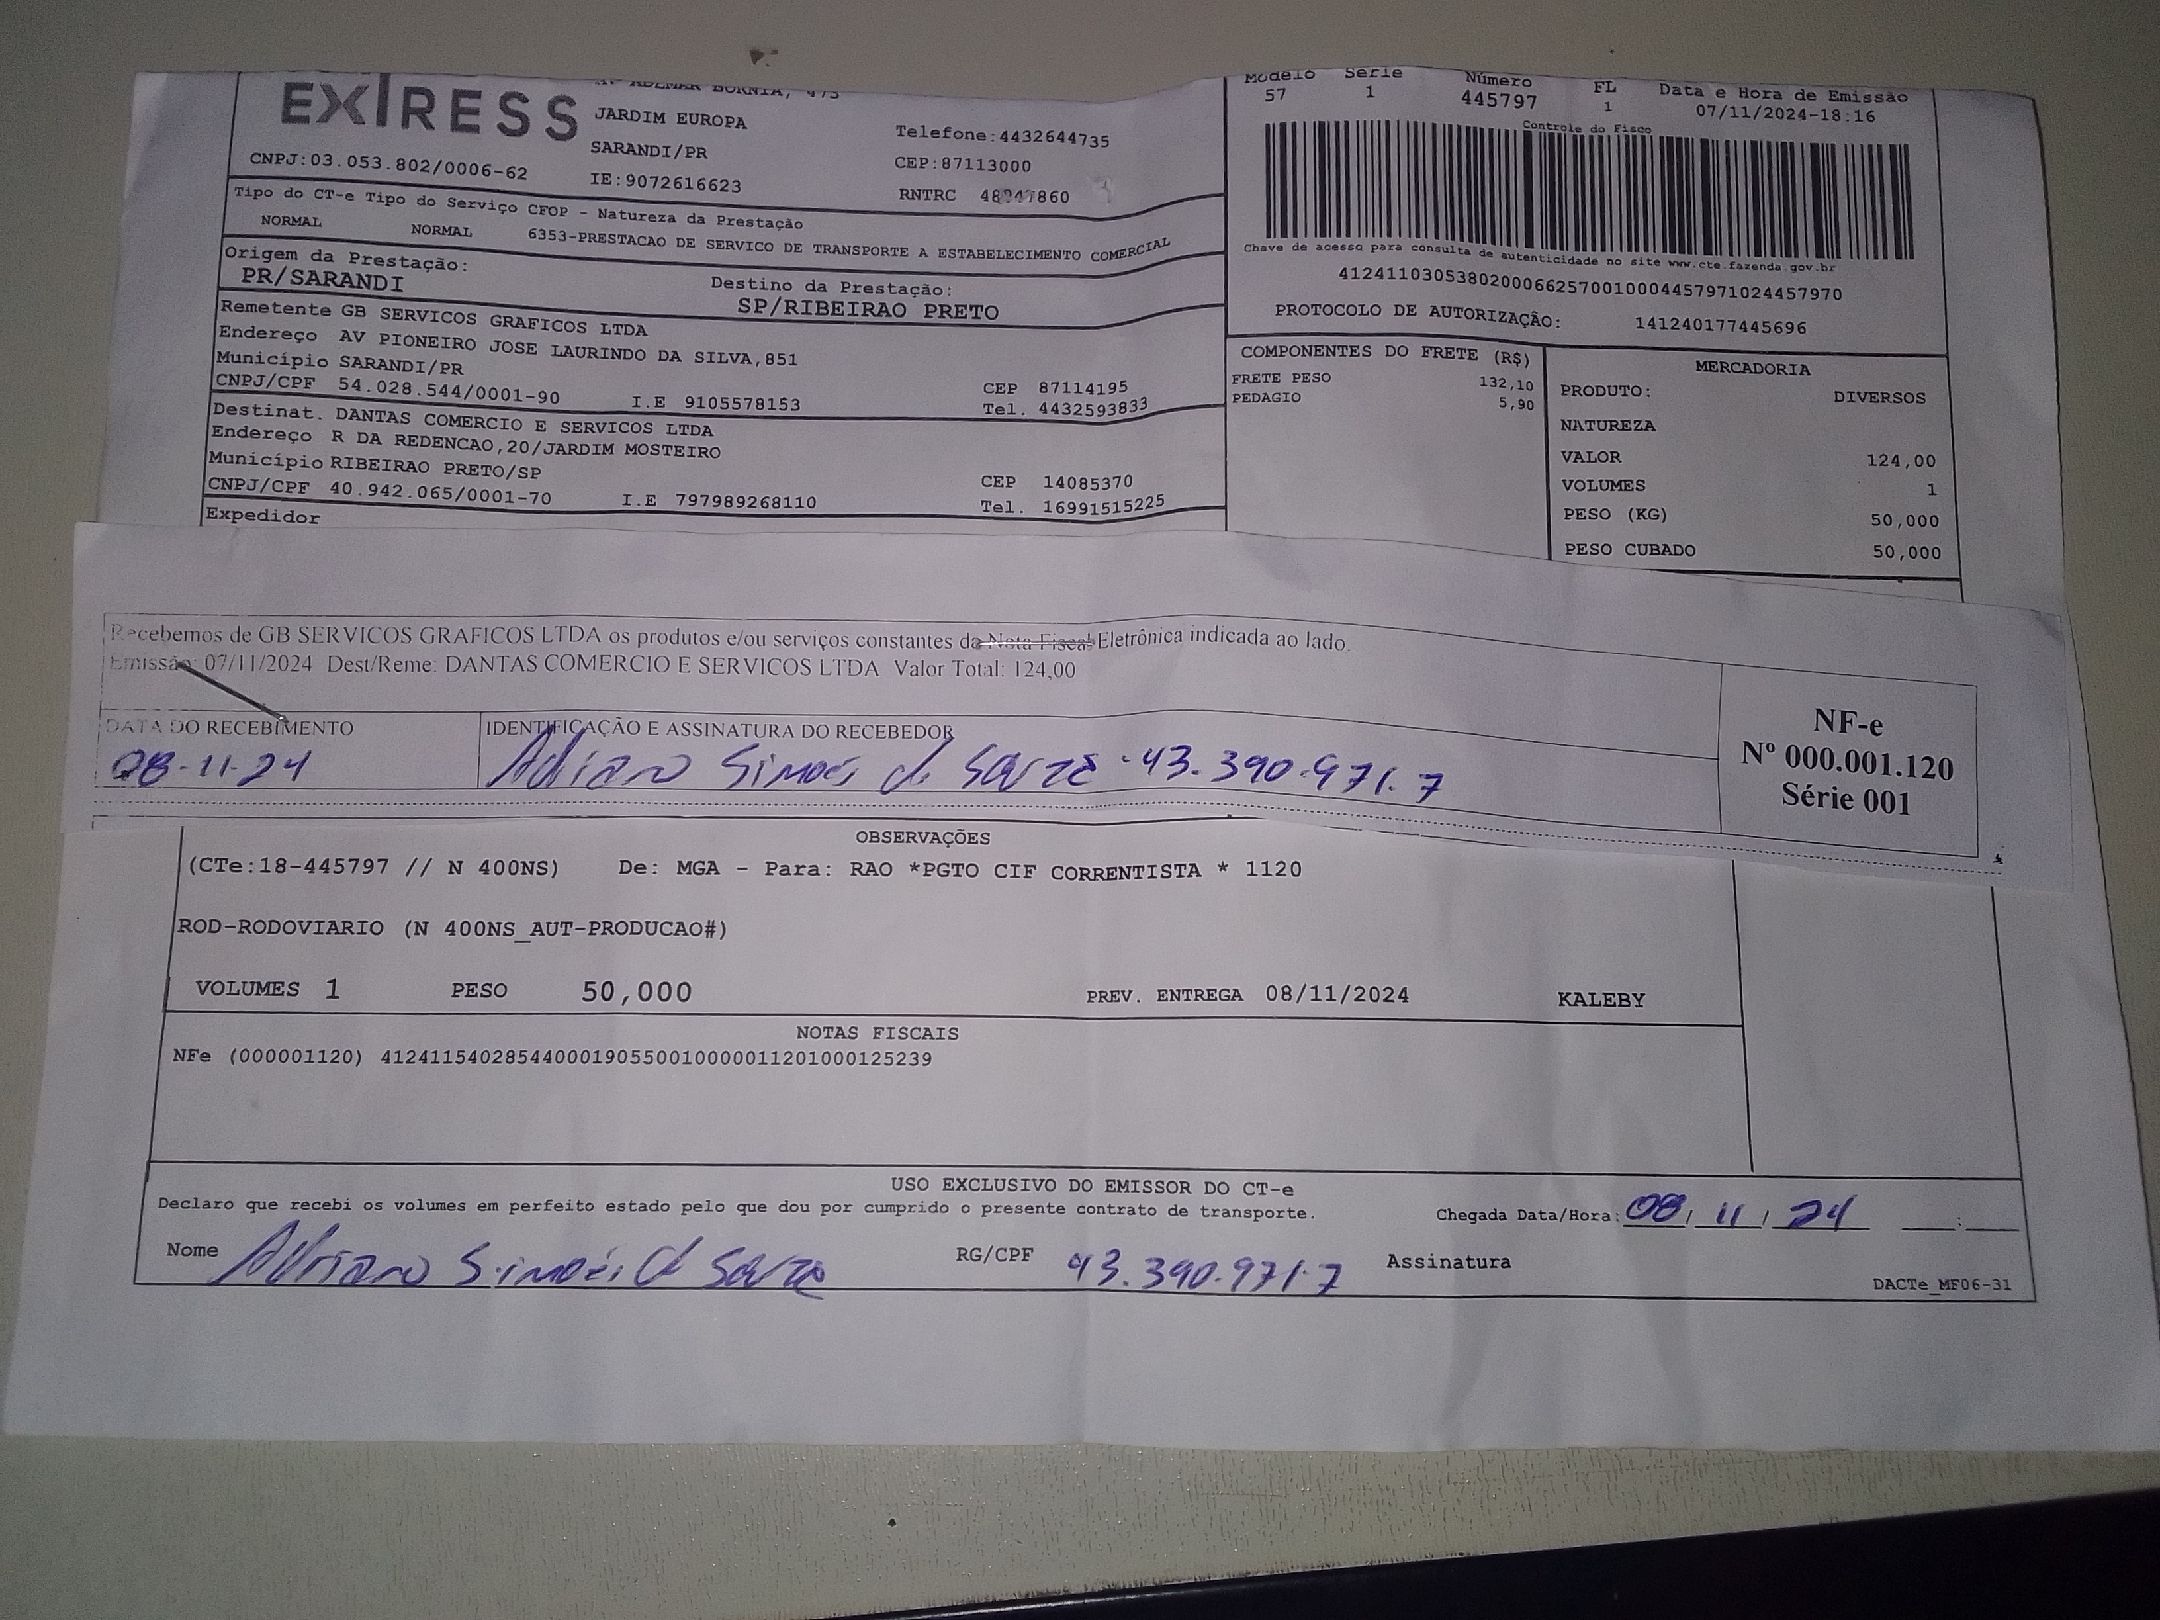 EXIRESS
JARDIM EUROPA
SARANDI/PR
IE:9072616623
Telefone:4432644735
CEP:87113000
RNTRC
CNPJ:03.053.802/0006-62
Modelo Serie Número FL Data e Hora de Emissão
57 1 445797 1 07/11/2024-18:16
Controle do Fisco
Chave de acesso para consulta de autenticidade no site www.cte.fazenda.gov.br
41241103053802000662570010004457971024457970
PROTOCOLO DE AUTORIZAÇÃO: 141240177445696
Tipo do CT-e Tipo do Serviço CFOP - Natureza da Prestação
NORMAL NORMAL 6353-PRESTACAO DE SERVICO DE TRANSPORTE A ESTABELECIMENTO COMERCIAL
Origem da Prestação: Destino da Prestação:
PR/SARANDI SP/RIBEIRAO PRETO
Remetente GB SERVICOS GRAFICOS LTDA
Endereço AV PIONEIRO JOSE LAURINDO DA SILVA,851
Município SARANDI/PR CEP 87114195
CNPJ/CPF 54.028.544/0001-90 I.E 9105578153 Tel. 4432593833
Destinat. DANTAS COMERCIO E SERVICOS LTDA
Endereço R DA REDENCAO,20/JARDIM MOSTEIRO
Município RIBEIRAO PRETO/SP CEP 14085370
CNPJ/CPF 40.942.065/0001-70 I.E 797989268110 Tel. 16991515225
Expedidor
COMPONENTES DO FRETE (R$)
FRETE PESO 132,10
PEDAGIO 5,90
MERCADORIA
PRODUTO: DIVERSOS
NATUREZA
VALOR 124,00
VOLUMES 1
PESO (KG) 50,000
PESO CUBADO 50,000
Recebemos de GB SERVICOS GRAFICOS LTDA os produtos e/ou serviços constantes da Nota Fiscal Eletrônica indicada ao lado.
Emissão: 07/11/2024 Dest/Reme: DANTAS COMERCIO E SERVICOS LTDA Valor Total: 124,00
DATA DO RECEBIMENTO IDENTIFICAÇÃO E ASSINATURA DO RECEBEDOR
08-11-24 Adriano Simões de Souza - 43.390.971.7
NF-e
Nº 000.001.120
Série 001
OBSERVAÇÕES
(CTe:18-445797 // N 400NS) De: MGA - Para: RAO *PGTO CIF CORRENTISTA * 1120
ROD-RODOVIARIO (N 400NS_AUT-PRODUCAO#)
VOLUMES 1 PESO 50,000 PREV. ENTREGA 08/11/2024 KALEBY
NOTAS FISCAIS
NFe (000001120) 41241154028544000190550010000011201000125239
USO EXCLUSIVO DO EMISSOR DO CT-e
Declaro que recebi os volumes em perfeito estado pelo que dou por cumprido o presente contrato de transporte.
Chegada Data/Hora: 08/11/24 __:__
Nome Adriano Simões d Souza RG/CPF 43.390.971.7 Assinatura
DACTe_MF06-31